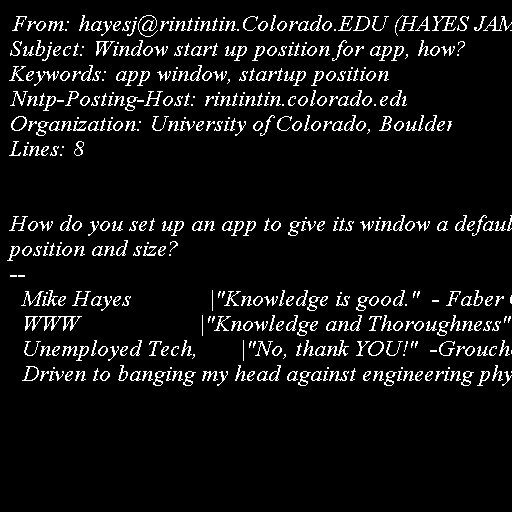 From: hayesj@rintintin.Colorado.EDU (HAYES JAM
Subject: Window start up position for app, how?
Keywords: app window, startup position
Nntp-Posting-Host: rintintin.colorado.edu
Organization: University of Colorado, Boulder
Lines: 8
How do you set up an app to give its window a defaul
position and size?
--
Mike Hayes |"Knowledge is good." - Faber
WWW |"Knowledge and Thoroughness"
Unemployed Tech, |"No, thank YOU!" -Grouch
Driven to banging my head against engineering phy